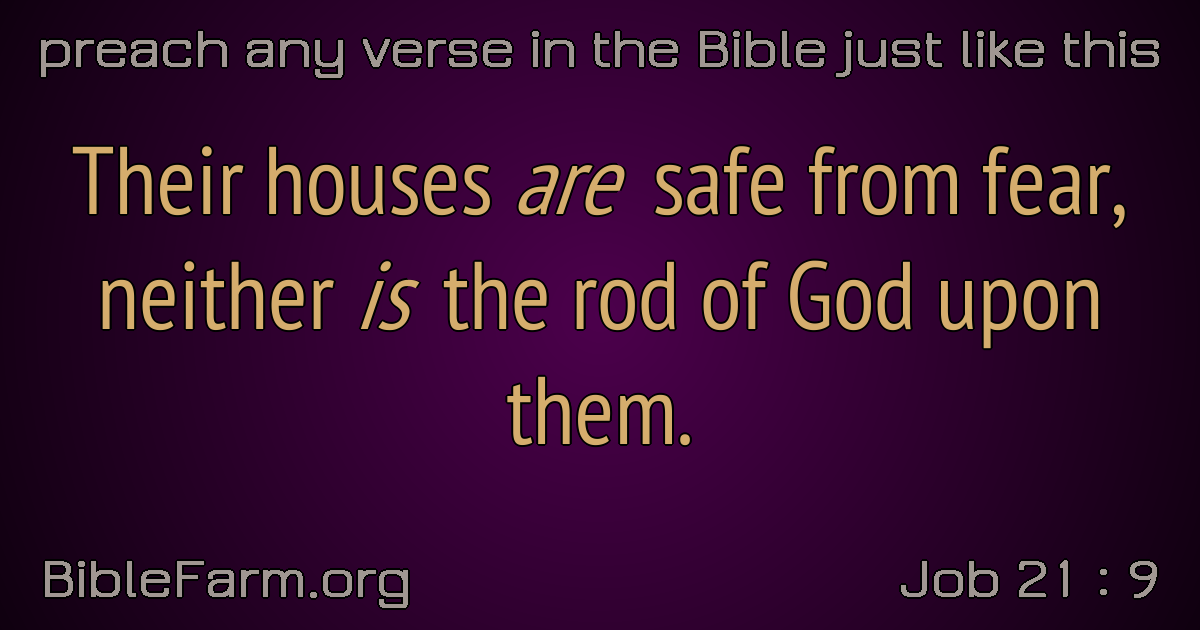 preach any verse in the Bible just like this
Their houses are safe from fear,
neither is the rod of God upon
them.
BibleFarm.org
Job 21 : 9